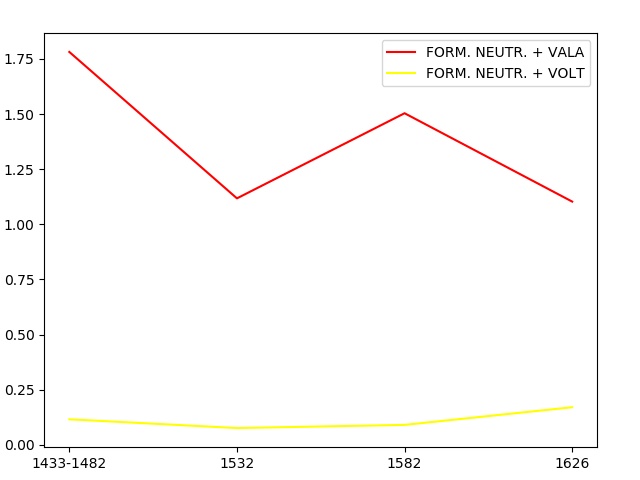 FORM. NEUTR. + VALA
FORM. NEUTR. + VOLT
1.75
1.50
1.25
1.00
0.75
0.50
0.25
0.00
1433-1482 1532 1582 1626